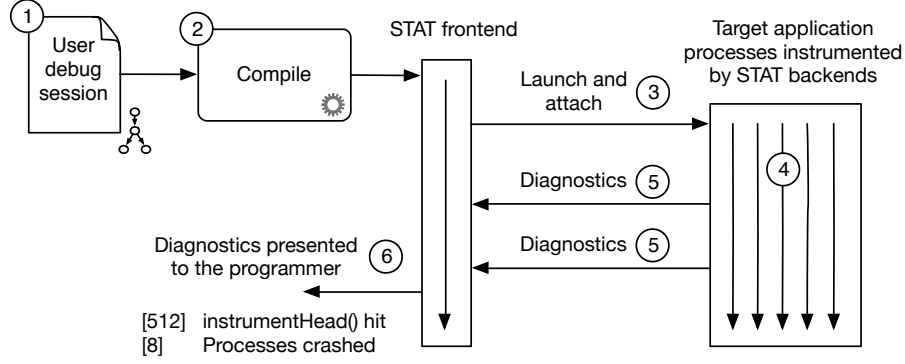 1
User
debug
session
2
Compile
STAT frontend
Launch and
attach
3
Target application
processes instrumented
by STAT backends
4
Diagnostics 5
Diagnostics 5
Diagnostics presented
to the programmer
6
[512] instrumentHead() hit
[8] Processes crashed